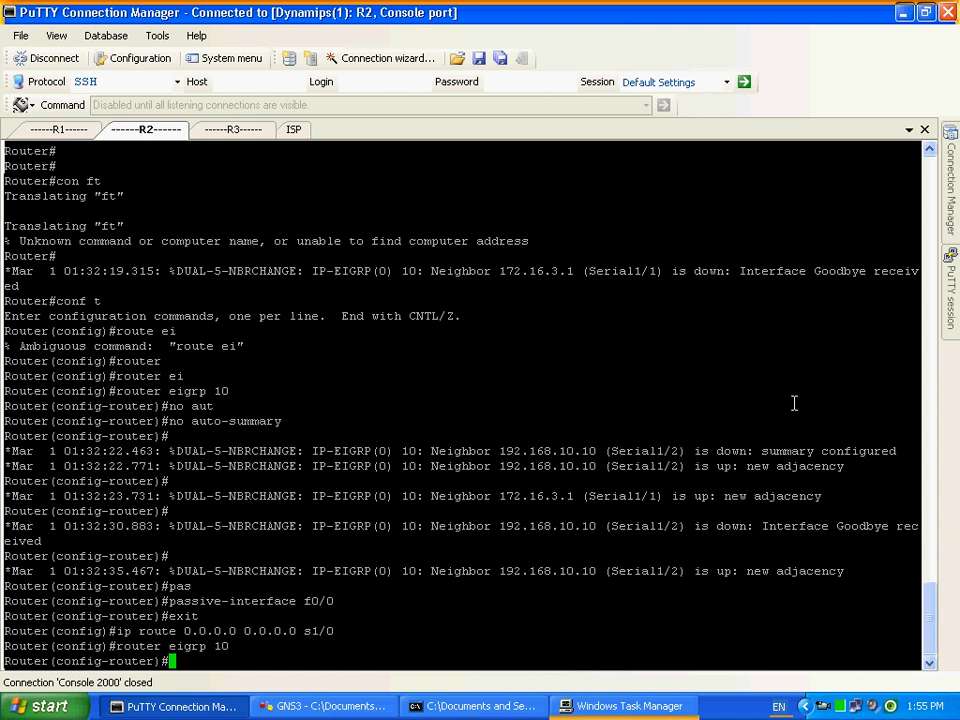 PuTTY Connection Manager - Connected to [Dynamips(1): R2, Console port]
File View Database Tools Help
Disconnect Configuration System menu Connection wizard...
Protocol SSH Host Login Password Session Default Settings
Command Disabled until all listening connections are visible.
------R1------ ------R2------ ------R3------ ISP
Connection Manager
PuTTY session
Router#
Router#
Router#con ft
Translating "ft"
Translating "ft"
% Unknown command or computer name, or unable to find computer address
Router#
*Mar  1 01:32:19.315: %DUAL-5-NBRCHANGE: IP-EIGRP(0) 10: Neighbor 172.16.3.1 (Serial1/1) is down: Interface Goodbye receiv
ed
Router#conf t
Enter configuration commands, one per line.  End with CNTL/Z.
Router(config)#route ei
% Ambiguous command:  "route ei"
Router(config)#router
Router(config)#router ei
Router(config)#router eigrp 10
Router(config-router)#no aut
Router(config-router)#no auto-summary
Router(config-router)#
*Mar  1 01:32:22.463: %DUAL-5-NBRCHANGE: IP-EIGRP(0) 10: Neighbor 192.168.10.10 (Serial1/2) is down: summary configured
*Mar  1 01:32:22.771: %DUAL-5-NBRCHANGE: IP-EIGRP(0) 10: Neighbor 192.168.10.10 (Serial1/2) is up: new adjacency
Router(config-router)#
*Mar  1 01:32:23.731: %DUAL-5-NBRCHANGE: IP-EIGRP(0) 10: Neighbor 172.16.3.1 (Serial1/1) is up: new adjacency
Router(config-router)#
*Mar  1 01:32:30.883: %DUAL-5-NBRCHANGE: IP-EIGRP(0) 10: Neighbor 192.168.10.10 (Serial1/2) is down: Interface Goodbye rec
eived
Router(config-router)#
*Mar  1 01:32:35.467: %DUAL-5-NBRCHANGE: IP-EIGRP(0) 10: Neighbor 192.168.10.10 (Serial1/2) is up: new adjacency
Router(config-router)#pas
Router(config-router)#passive-interface f0/0
Router(config-router)#exit
Router(config)#ip route 0.0.0.0 0.0.0.0 s1/0
Router(config)#router eigrp 10
Router(config-router)#
Connection 'Console 2000' closed
start PuTTY Connection Ma... GNS3 - C:\Documents... C:\Documents and Se... Windows Task Manager EN 1:55 PM